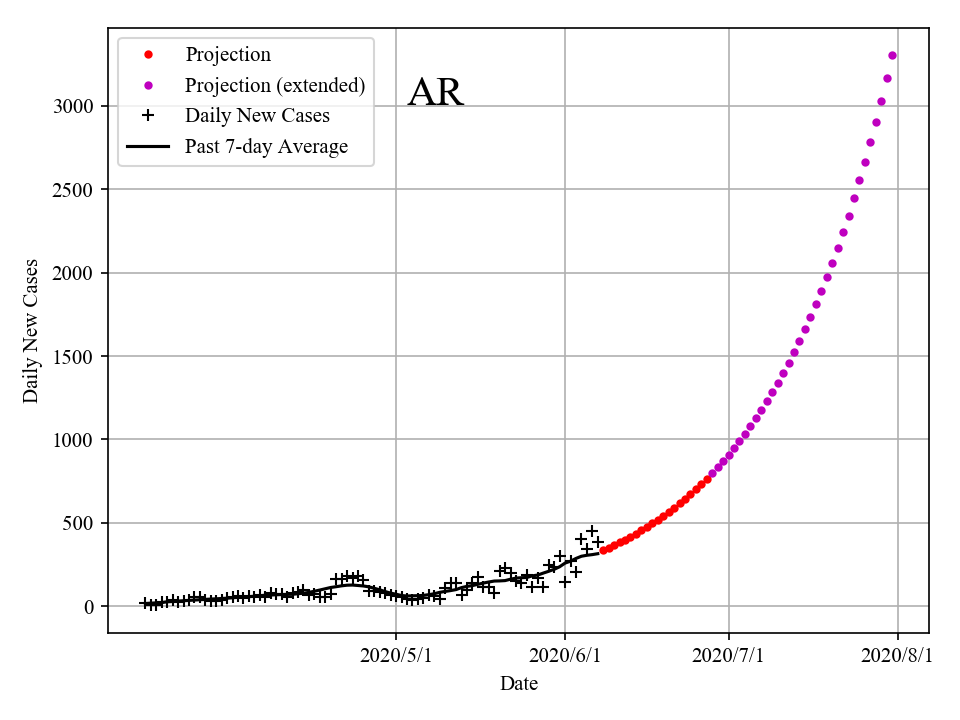 Projection
Projection (extended)
Daily New Cases
Past 7-day Average
AR
3000
2500
2000
1500
1000
500
0
Daily New Cases
2020/5/1 2020/6/1 2020/7/1 2020/8/1
Date